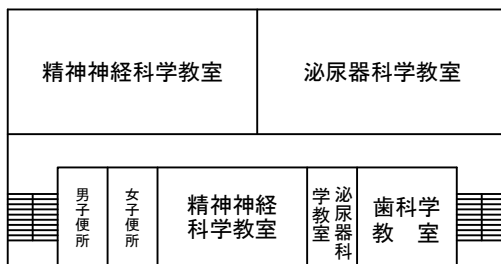 精神神経科学教室
泌尿器科学教室
男子便所
女子便所
精神神経
科学教室
泌尿器科
学教室
歯科学
教　室